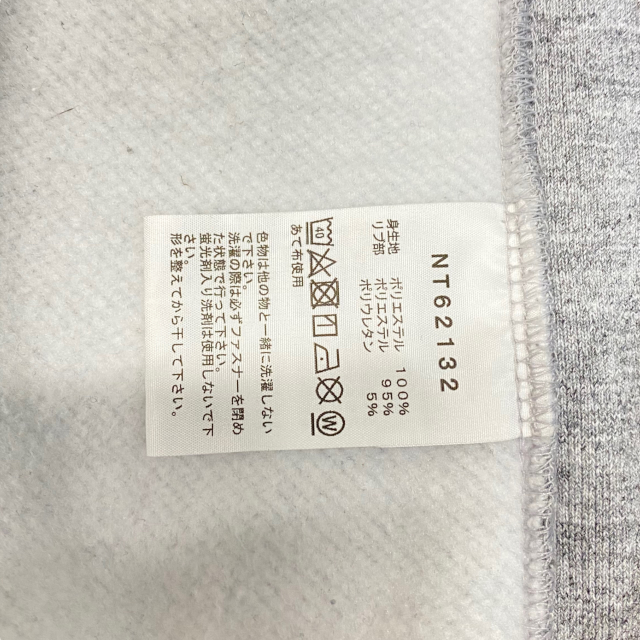 NT62132
身生地 ポリエステル 100%
リブ部 ポリエステル 95%
ポリウレタン 5%
40
W
あて布使用
色物は他の物と一緒に洗濯しない
で下さい。
洗濯の際は必ずファスナーを閉め
た状態で行って下さい。
蛍光剤入り洗剤は使用しないで下
さい。
形を整えてから干して下さい。